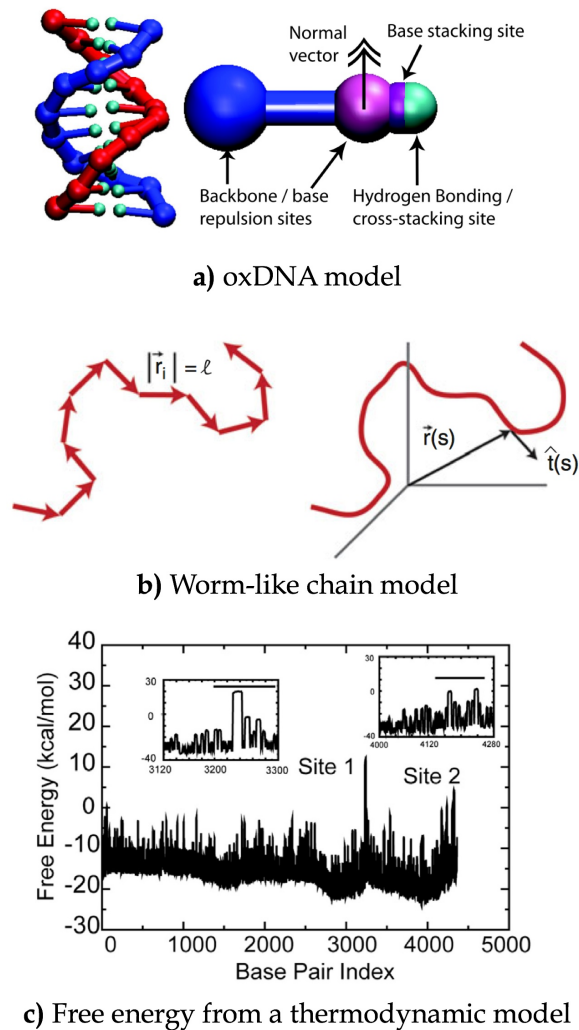 Normal
vector
Base stacking site
Backbone / base
repulsion sites
Hydrogen Bonding /
cross-stacking site
a) oxDNA model
|r⃗ᵢ| = ℓ
r⃗(s)
t̂(s)
b) Worm-like chain model
Free Energy (kcal/mol)
40
30
20
10
0
-10
-20
-30
30
0
-40
3120
3200
3300
30
0
-30
4000
4120
4280
Site 1
Site 2
0
1000
2000
3000
4000
5000
Base Pair Index
c) Free energy from a thermodynamic model